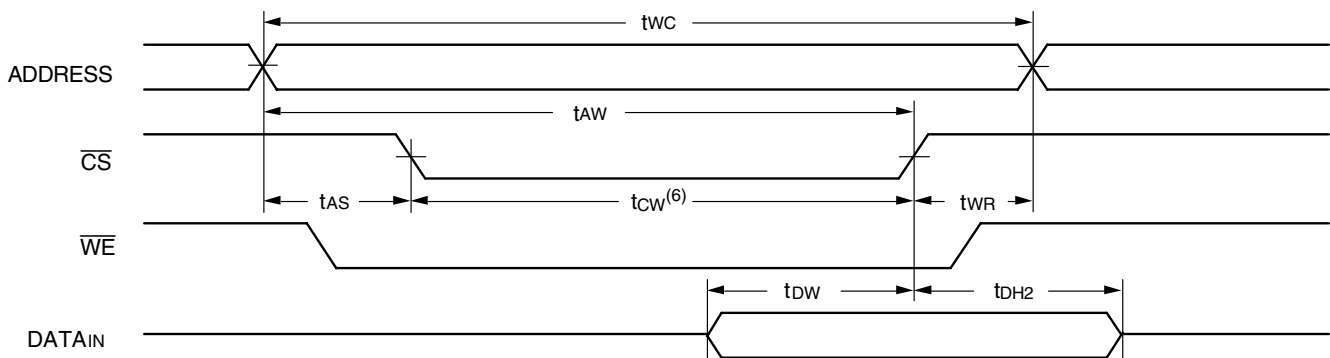 tWC
ADDRESS
tAW
CS
tAS
tCW(6)
tWR
WE
tDW
tDH2
DATAIN